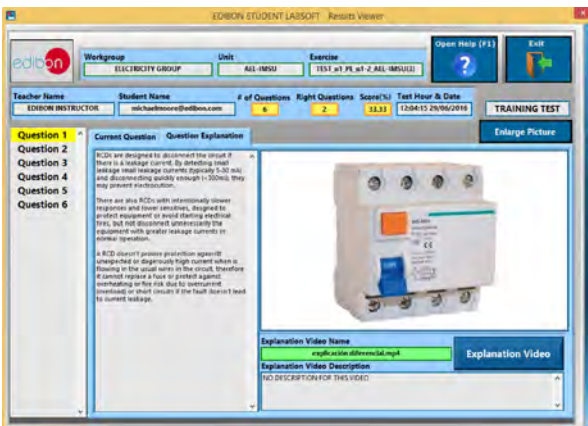 EDIBON STUDENT LABSOFT - Results Viewer
edibon
Workgroup Unit Exercise
ELECTRICITY GROUP AEL-IMSU TEST_u1_PE_u1-2_AEL-IMSU(1)
Open Help (F1) Exit
?
Teacher Name Student Name # of Questions Right Questions Score(%) Test Hour & Date
EDIBON INSTRUCTOR michaelmoore@edibon.com 6 2 33.33 12:04:15 29/06/2016 TRAINING TEST
Question 1
Question 2
Question 3
Question 4
Question 5
Question 6
Current Question Question Explanation
Enlarge Picture
RCDs are designed to disconnect the circuit if
there is a leakage current. By detecting small
leakage small leakage currents (typically 5-30 mA)
and disconnecting quickly enough (<300ms), they
may prevent electrocution.
There are also RCDs with intentionally slower
responses and lower sensitives, designed to
protect equipment or avoid starting electrical
fires, but not disconnect unnecessarily the
equipment with greater leakage currents in
normal operation.
A RCD doesn't provide protection against
unexpected or dagerously high current when is
flowing in the usual wires in the circuit, therefore
it cannot replace a fuse or protect against
overheating or fire risk due to overcurrent
(overload) or short circuits if the fault doesn't lead
to current leakage.
Explanation Video Name
explicación diferencial.mp4
Explanation Video
Explanation Video Description
NO DESCRIPTION FOR THIS VIDEO